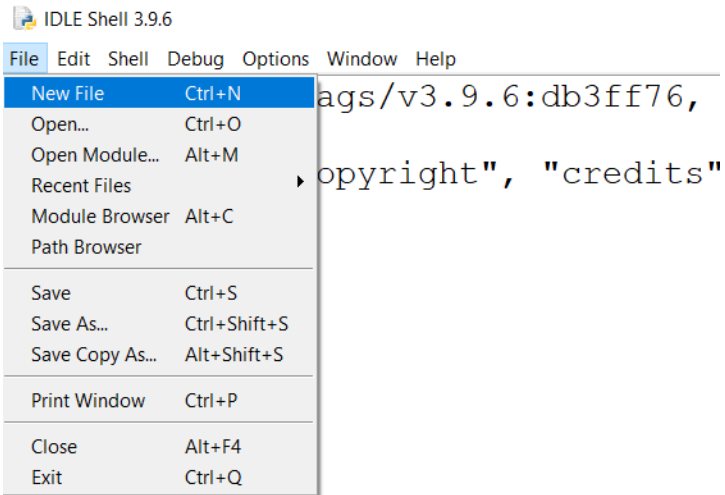 IDLE Shell 3.9.6
File Edit Shell Debug Options Window Help
New File Ctrl+N
ags/v3.9.6:db3ff76,
Open... Ctrl+O
Open Module... Alt+M
opyright", "credits"
Recent Files
Module Browser Alt+C
Path Browser
Save Ctrl+S
Save As... Ctrl+Shift+S
Save Copy As... Alt+Shift+S
Print Window Ctrl+P
Close Alt+F4
Exit Ctrl+Q